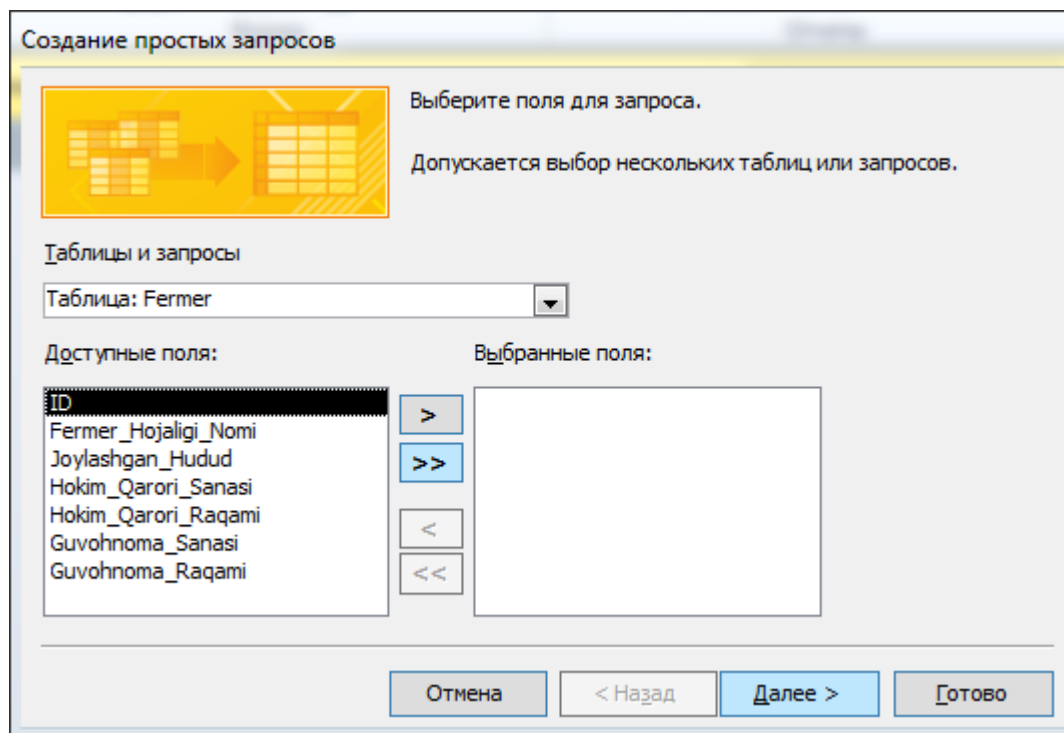 Создание простых запросов
Выберите поля для запроса.
Допускается выбор нескольких таблиц или запросов.
Таблицы и запросы
Таблица: Fermer
Доступные поля:
Выбранные поля:
ID
Fermer_Hojaligi_Nomi
Joylashgan_Hudud
Hokim_Qarori_Sanasi
Hokim_Qarori_Raqami
Guvohnoma_Sanasi
Guvohnoma_Raqami
>
>>
<
<<
Отмена
< Назад
Далее >
Готово